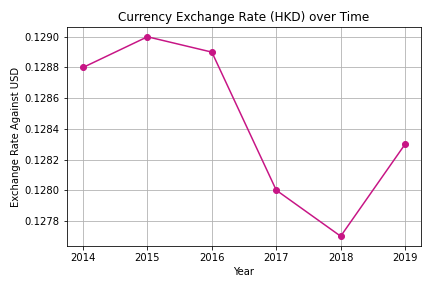 Currency Exchange Rate (HKD) over Time
Exchange Rate Against USD
0.1290
0.1288
0.1286
0.1284
0.1282
0.1280
0.1278
2014 2015 2016 2017 2018 2019
Year